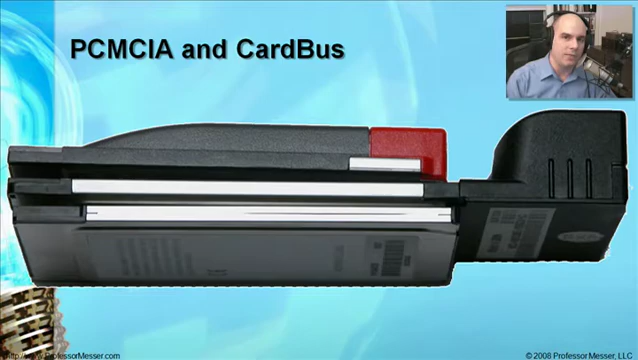 PCMCIA and CardBus
http://www.ProfessorMesser.com
© 2008 Professor Messer, LLC